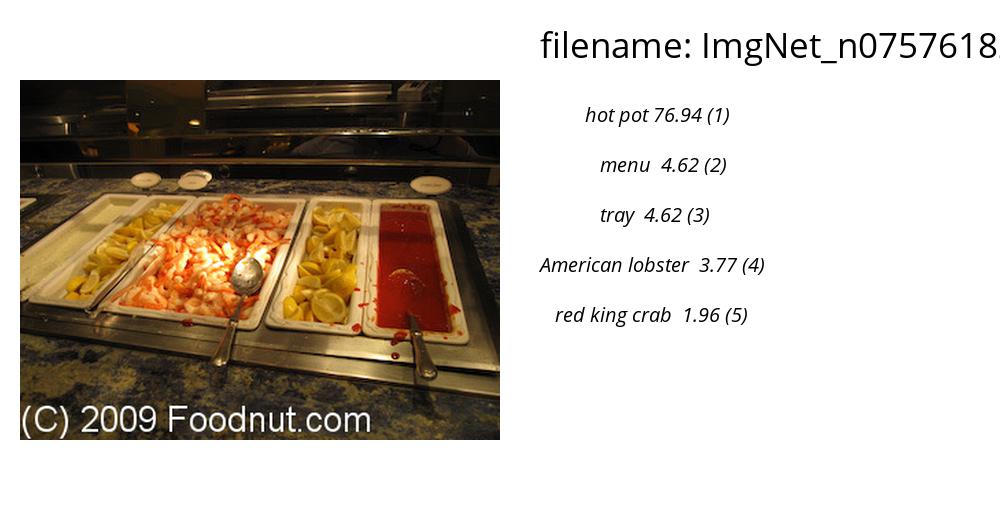 filename: ImgNet_n0757618
hot pot 76.94 (1)
menu 4.62 (2)
tray 4.62 (3)
American lobster 3.77 (4)
red king crab 1.96 (5)
(C) 2009 Foodnut.com